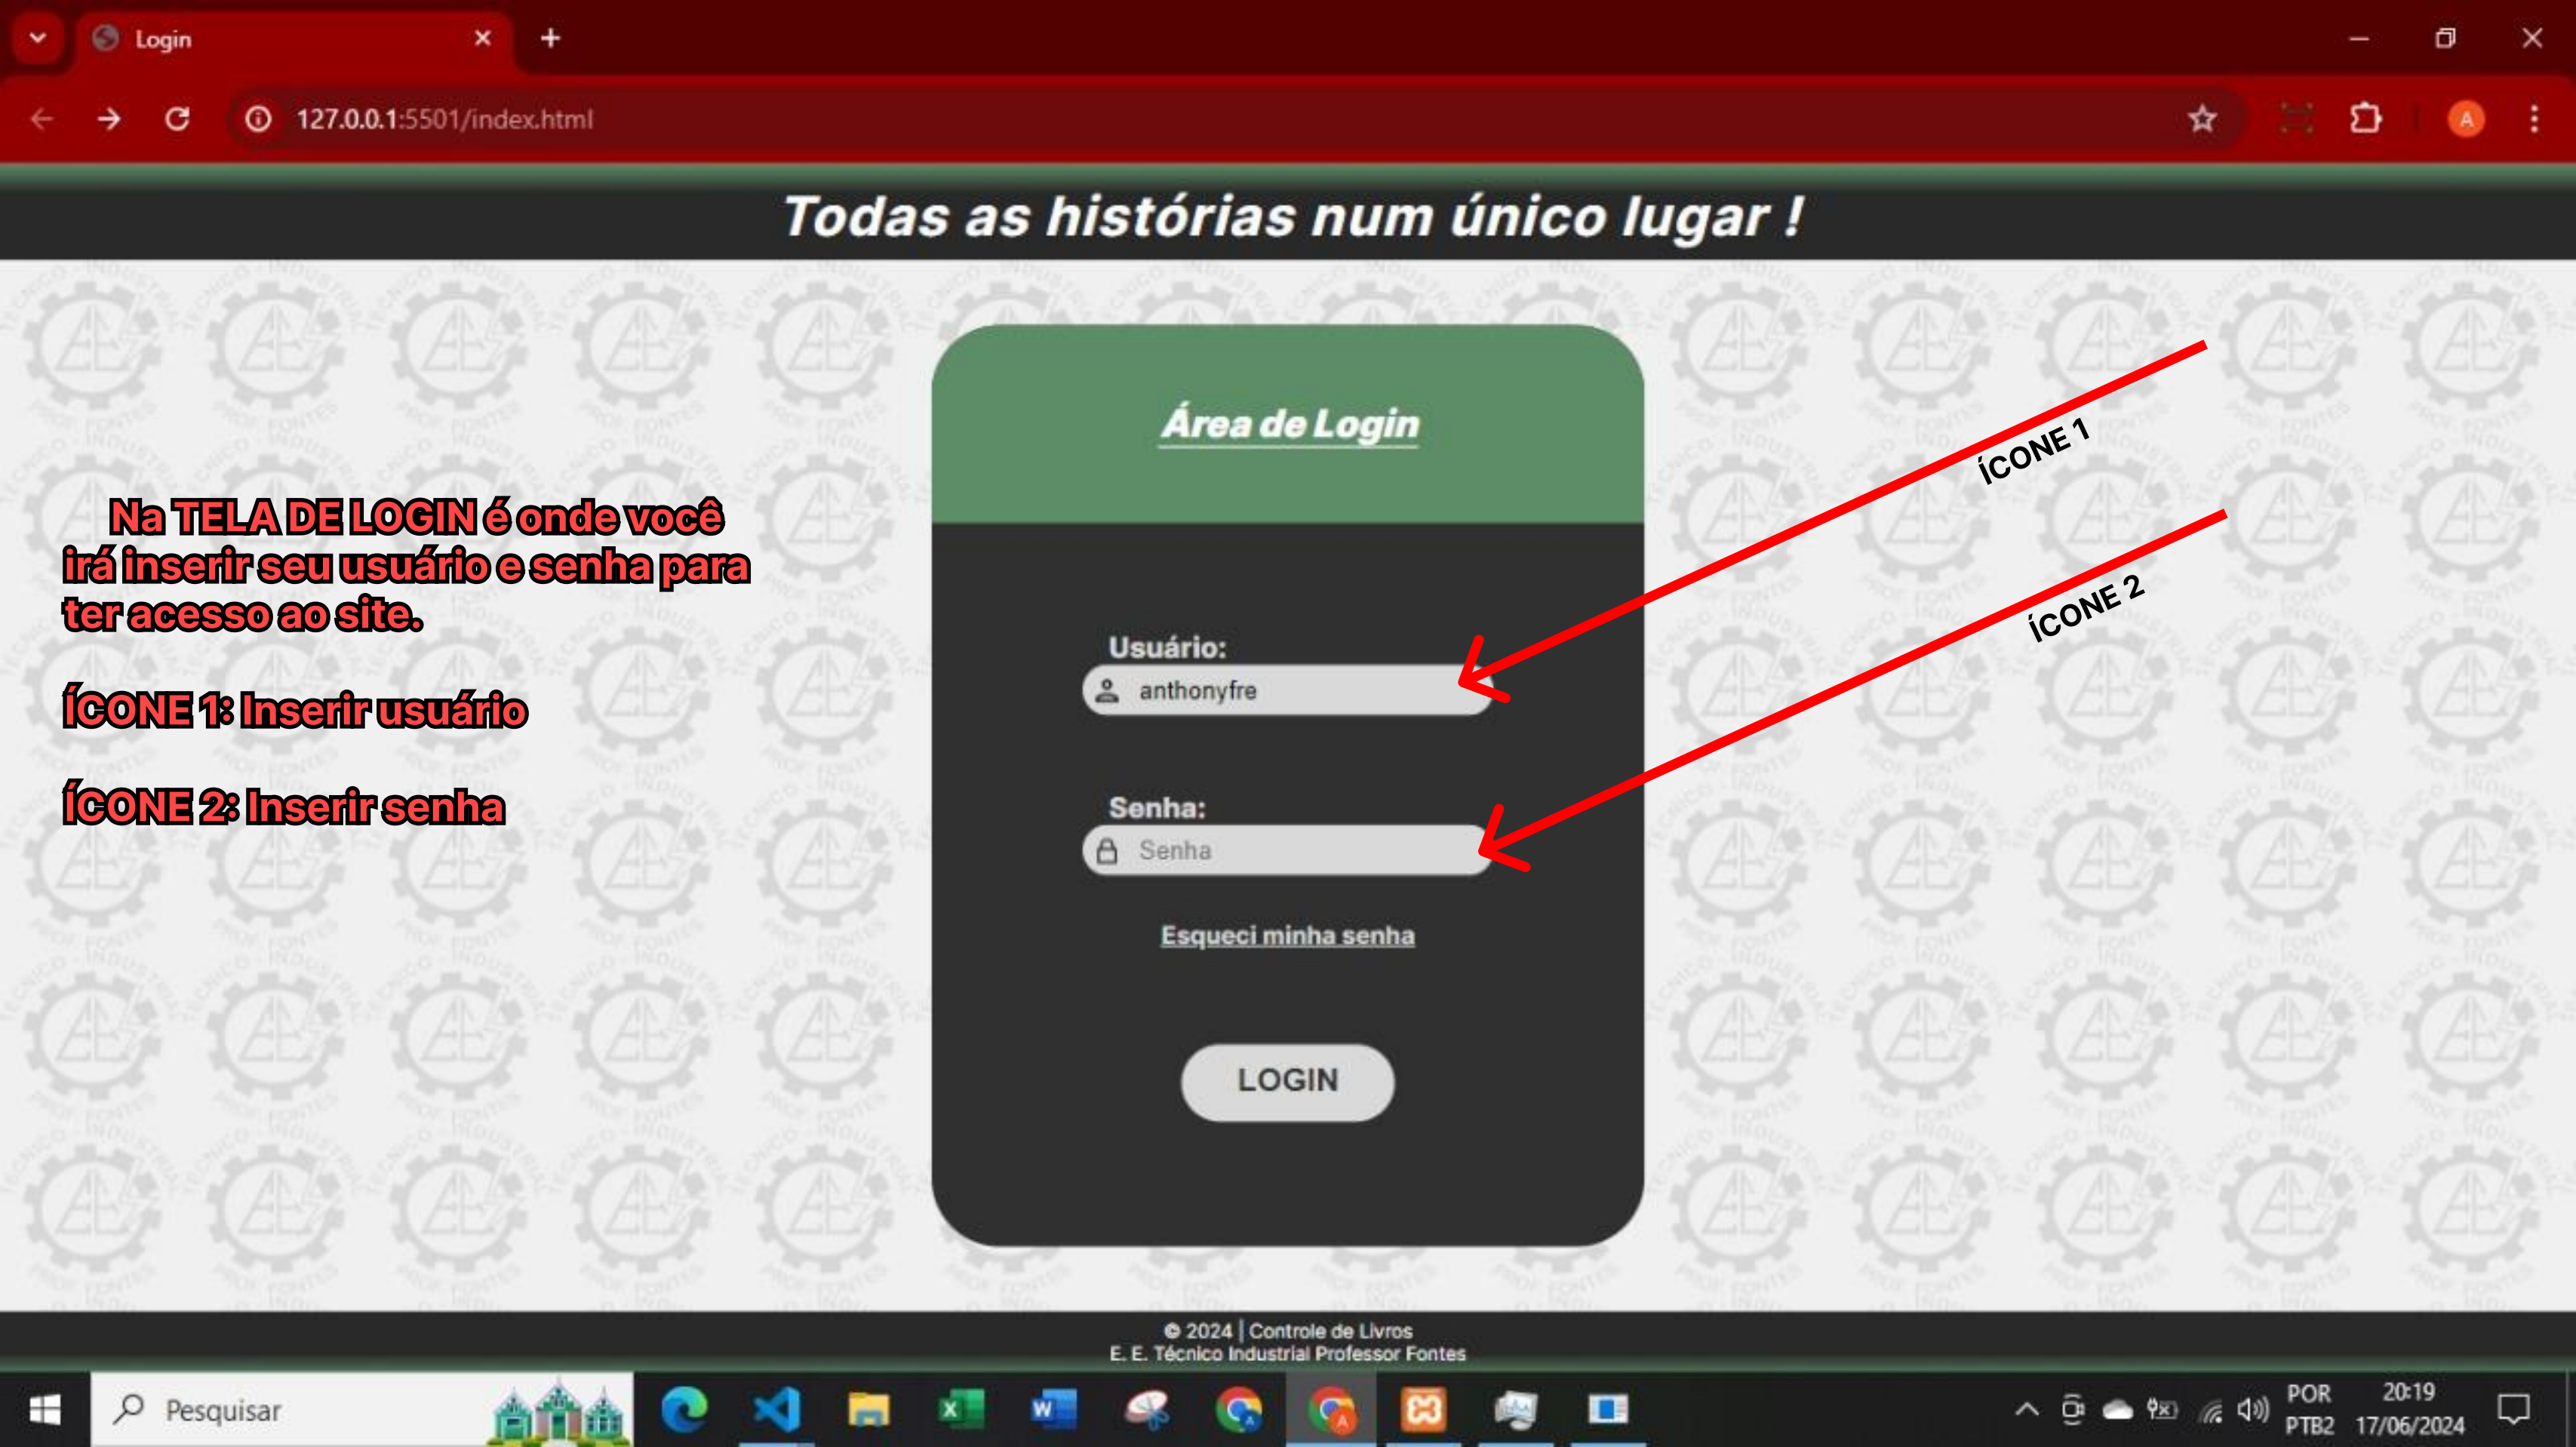 Login
127.0.0.1:5501/index.html
A
Todas as histórias num único lugar !
Área de Login
ÍCONE 1
Na TELA DE LOGIN é onde você
irá inserir seu usuário e senha para
ter acesso ao site.
ÍCONE 2
Usuário:
anthonyfre
ÍCONE 1: Inserir usuário
ÍCONE 2: Inserir senha
Senha:
Senha
Esqueci minha senha
LOGIN
© 2024 | Controle de Livros
E. E. Técnico Industrial Professor Fontes
Pesquisar
POR
PTB2
20:19
17/06/2024